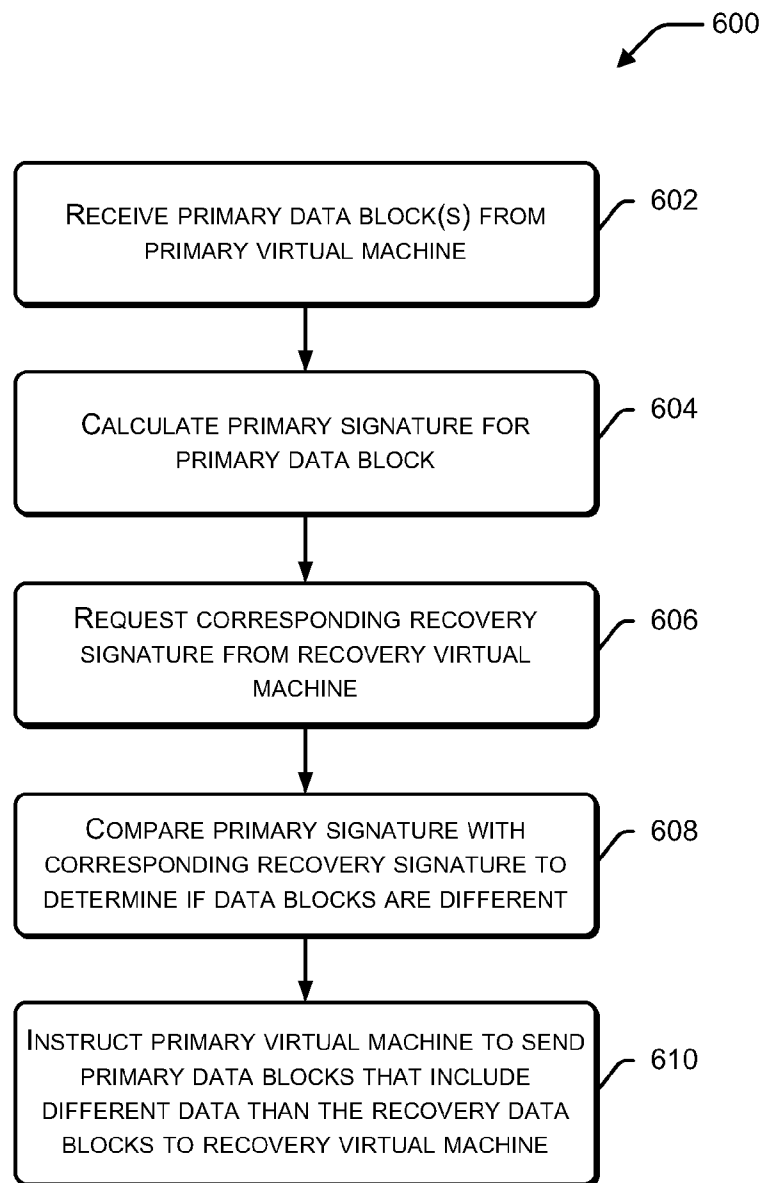 600
RECEIVE PRIMARY DATA BLOCK(S) FROM
PRIMARY VIRTUAL MACHINE
602
CALCULATE PRIMARY SIGNATURE FOR
PRIMARY DATA BLOCK
604
REQUEST CORRESPONDING RECOVERY
SIGNATURE FROM RECOVERY VIRTUAL
MACHINE
606
COMPARE PRIMARY SIGNATURE WITH
CORRESPONDING RECOVERY SIGNATURE TO
DETERMINE IF DATA BLOCKS ARE DIFFERENT
608
INSTRUCT PRIMARY VIRTUAL MACHINE TO SEND
PRIMARY DATA BLOCKS THAT INCLUDE
DIFFERENT DATA THAN THE RECOVERY DATA
BLOCKS TO RECOVERY VIRTUAL MACHINE
610